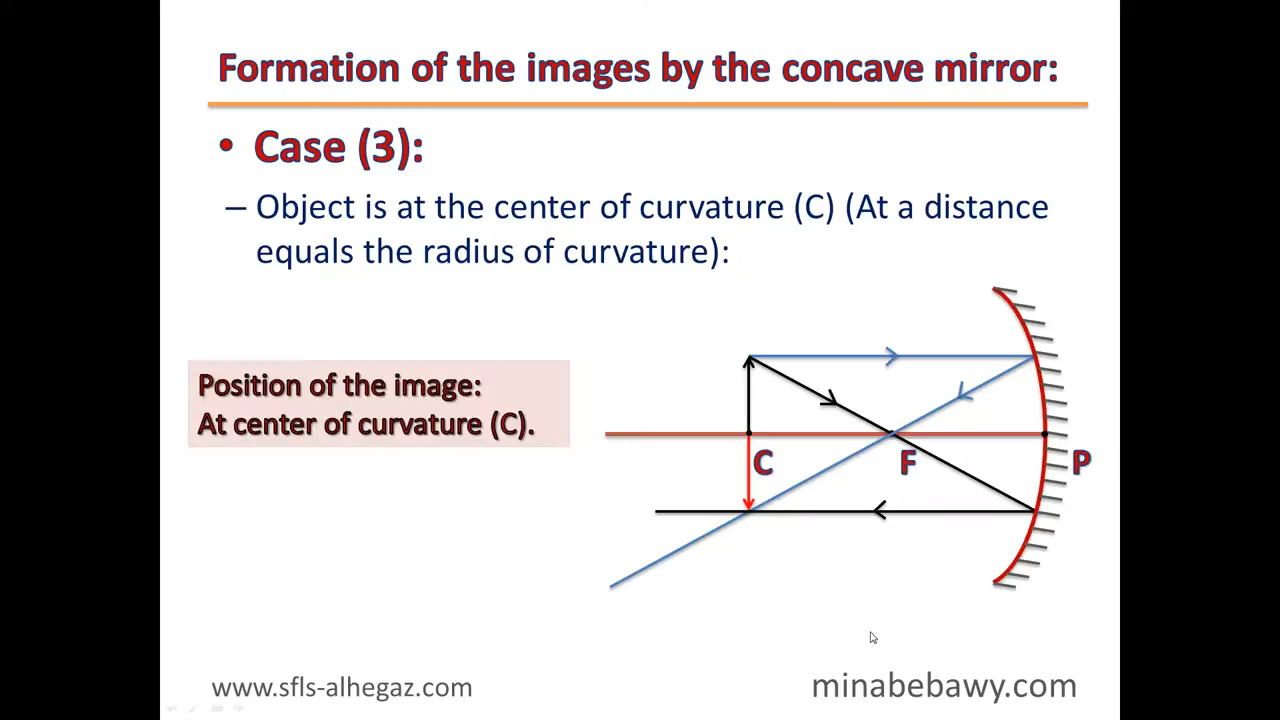 Formation of the images by the concave mirror:
• Case (3):
– Object is at the center of curvature (C) (At a distance
equals the radius of curvature):
Position of the image:
At center of curvature (C).
C
F
P
www.sfls-alhegaz.com
minabebawy.com